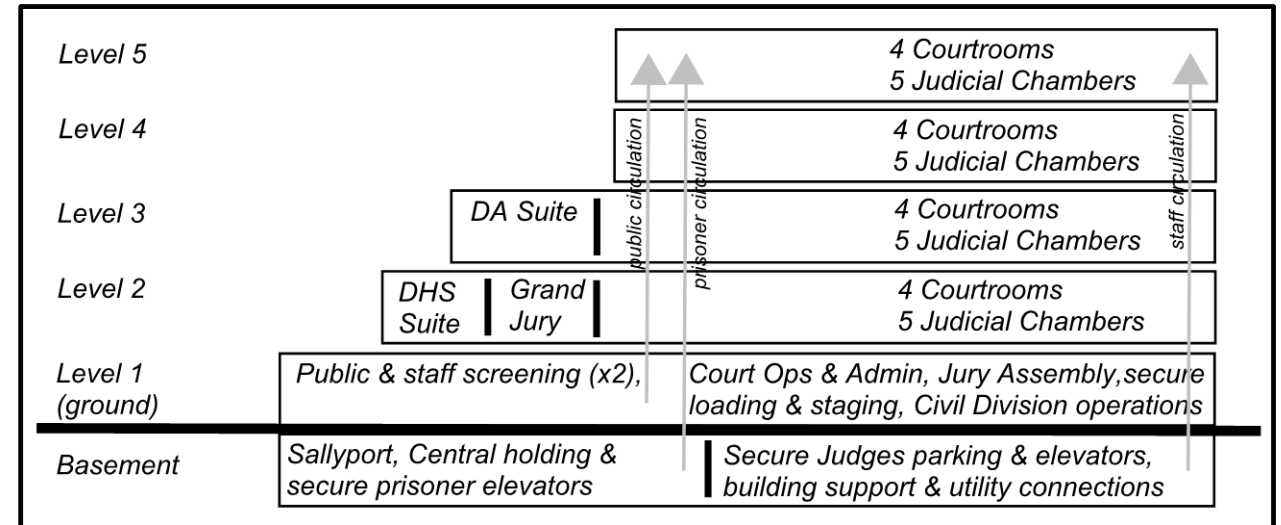 Level 5
4 Courtrooms
5 Judicial Chambers
Level 4
4 Courtrooms
5 Judicial Chambers
public circulation
prisoner circulation
staff circulation
Level 3
DA Suite
4 Courtrooms
5 Judicial Chambers
Level 2
DHS
Suite
Grand
Jury
4 Courtrooms
5 Judicial Chambers
Level 1
(ground)
Public & staff screening (x2),
Court Ops & Admin, Jury Assembly,secure
loading & staging, Civil Division operations
Basement
Sallyport, Central holding &
secure prisoner elevators
Secure Judges parking & elevators,
building support & utility connections